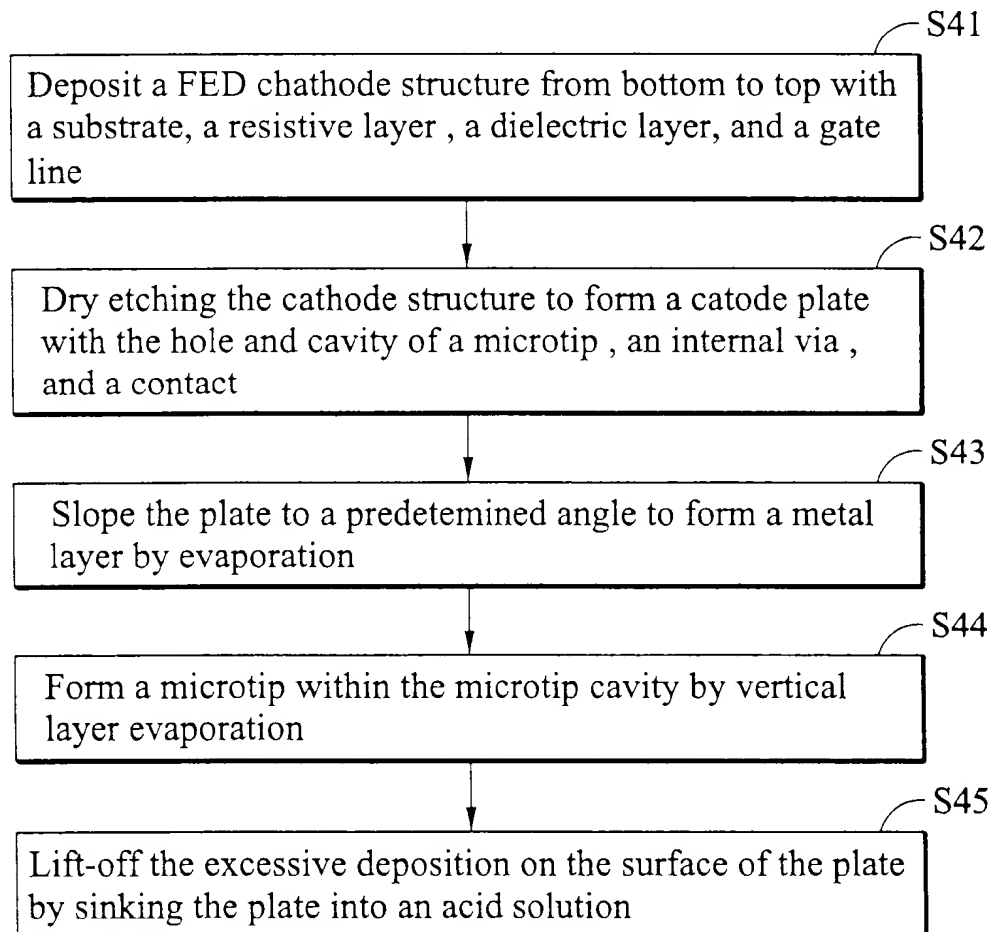 S41
Deposit a FED chathode structure from bottom to top with
a substrate, a resistive layer , a dielectric layer, and a gate
line
S42
Dry etching the cathode structure to form a catode plate
with the hole and cavity of a microtip , an internal via ,
and a contact
S43
Slope the plate to a predetemined angle to form a metal
layer by evaporation
S44
Form a microtip within the microtip cavity by vertical
layer evaporation
S45
Lift-off the excessive deposition on the surface of the plate
by sinking the plate into an acid solution